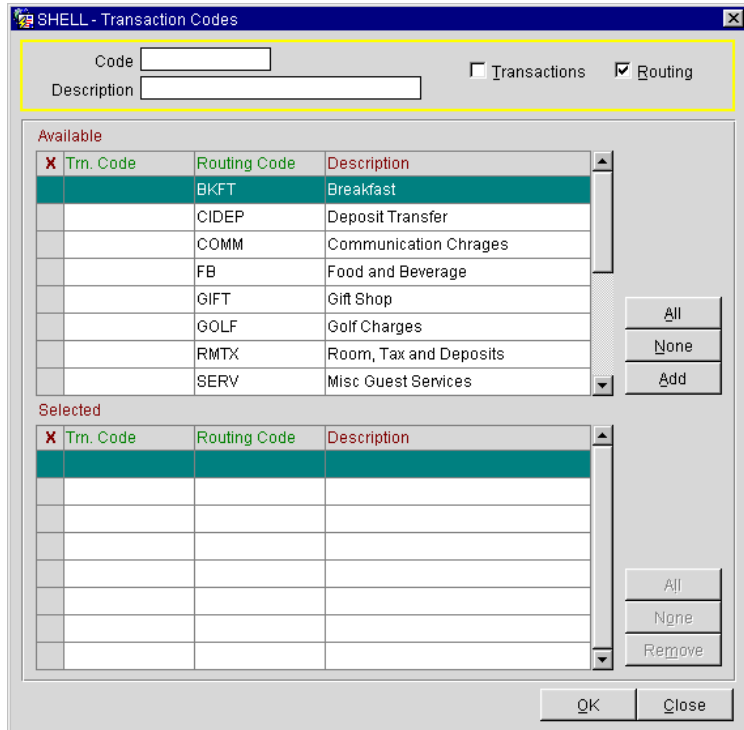 SHELL - Transaction Codes
Code
Description
Transactions
Routing
Available
X Trn. Code Routing Code Description
BKFT Breakfast
CIDEP Deposit Transfer
COMM Communication Chrages
FB Food and Beverage
GIFT Gift Shop
GOLF Golf Charges
RMTX Room, Tax and Deposits
SERV Misc Guest Services
All
None
Add
Selected
X Trn. Code Routing Code Description
All
None
Remove
OK
Close